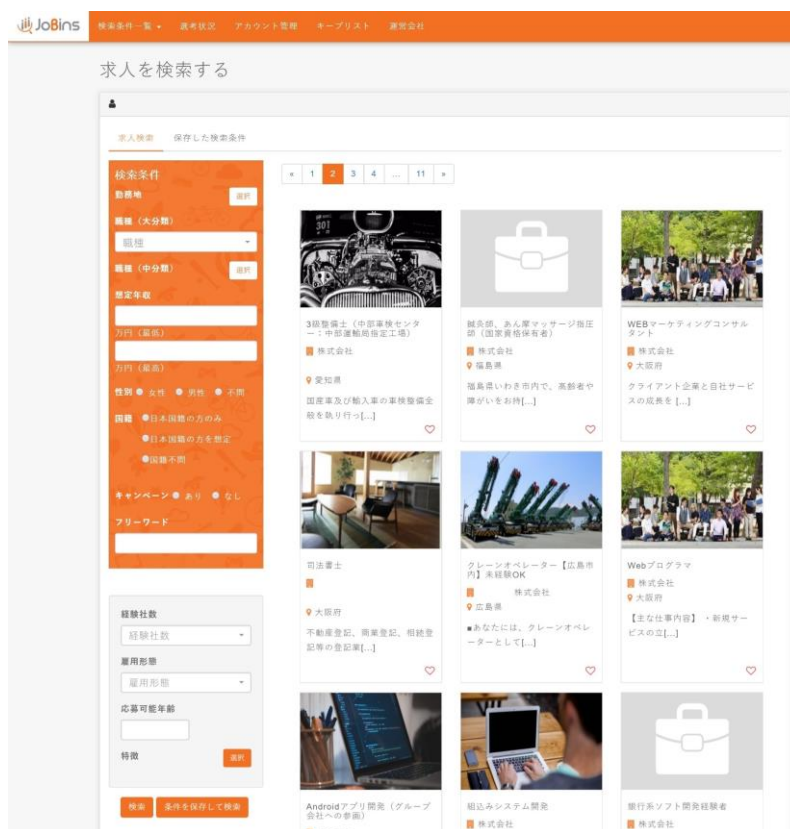 JoBins
検索条件一覧
選考状況
アカウント管理
キープリスト
運営会社
求人を検索する
求人検索
保存した検索条件
検索条件
勤務地
選択
職種（大分類）
職種
職種（中分類）
選択
想定年収
万円（最低）
万円（最高）
性別 女性 男性 不問
国籍 日本国籍の方のみ
日本国籍の方を想定
国籍不問
キャンペーン あり なし
フリーワード
経験社数
経験社数
雇用形態
雇用形態
応募可能年齢
特徴
選択
検索
条件を保存して検索
« 1 2 3 4 ... 11 »
301
3級整備士（中部車検センタ
ー：中部運輸局指定工場）
株式会社
愛知県
国産車及び輸入車の車検整備全
般を執り行っ[...]
鍼灸師、あん摩マッサージ指圧
師（国家資格保有者）
株式会社
福島県
福島県いわき市内で、高齢者や
障がいをお持[...]
WEBマーケティングコンサル
タント
株式会社
大阪府
クライアント企業と自社サービ
スの成長を [...]
司法書士
大阪府
不動産登記、商業登記、相続登
記等の登記業[...]
クレーンオペレーター【広島市
内】未経験OK
株式会社
広島県
■あなたには、クレーンオペレ
ーターとして[...]
Webプログラマ
株式会社
大阪府
【主な仕事内容】 ・新規サー
ビスの立[...]
Androidアプリ開発（グループ
会社への参画）
組込みシステム開発
株式会社
銀行系ソフト開発経験者
株式会社